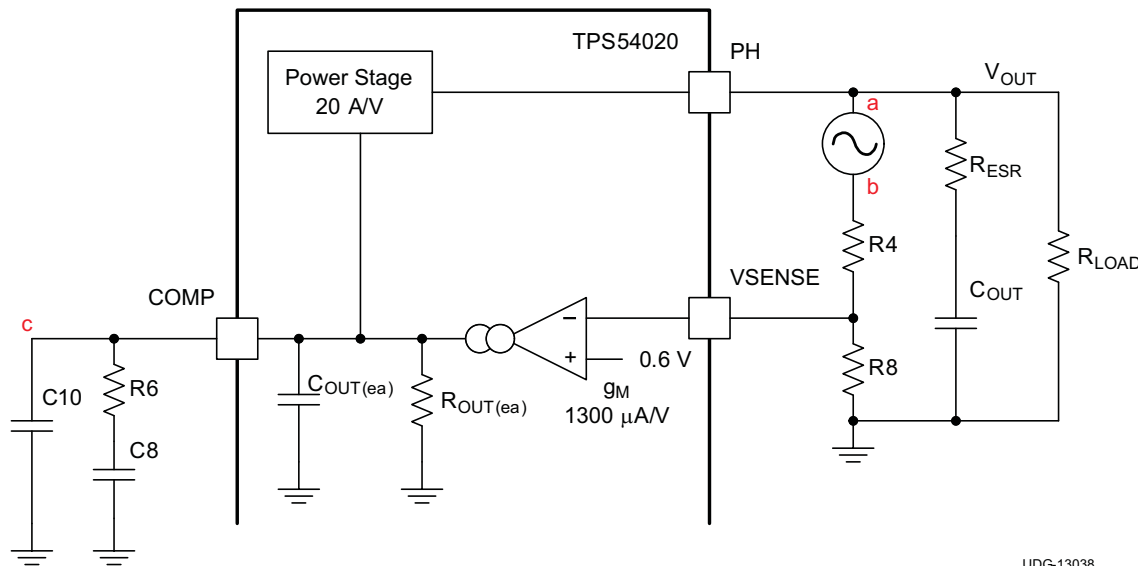 TPS54020
PH
Power Stage
20 A/V
VOUT
a
b
RESR
R4
RLOAD
VSENSE
COUT
COMP
c
0.6 V
R8
R6
COUT(ea)
ROUT(ea)
gM
1300 µA/V
C10
C8
− 
+
UDG-13038